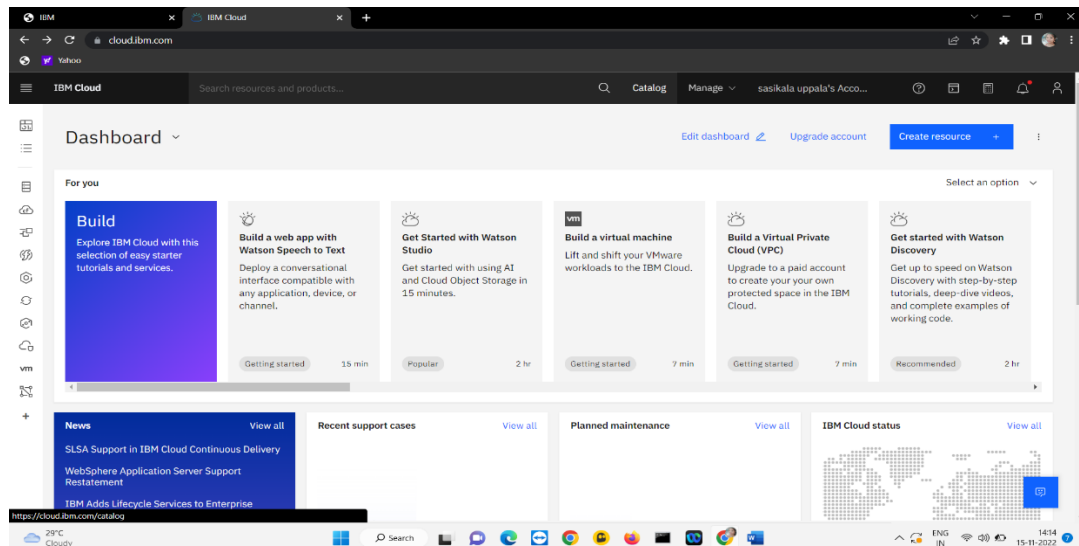 IBM
IBM Cloud
cloud.ibm.com
Yahoo
IBM Cloud
Search resources and products...
Catalog
Manage
sasikala uppala's Acco...
Dashboard
Edit dashboard
Upgrade account
Create resource +
For you
Select an option
Build
Explore IBM Cloud with this
selection of easy starter
tutorials and services.
Build a web app with
Watson Speech to Text
Deploy a conversational
interface compatible with
any application, device, or
channel.
Getting started
15 min
Get Started with Watson
Studio
Get started with using AI
and Cloud Object Storage in
15 minutes.
Popular
2 hr
vm
Build a virtual machine
Lift and shift your VMware
workloads to the IBM Cloud.
Getting started
7 min
Build a Virtual Private
Cloud (VPC)
Upgrade to a paid account
to create your your own
protected space in the IBM
Cloud.
Getting started
7 min
Get started with Watson
Discovery
Get up to speed on Watson
Discovery with step-by-step
tutorials, deep-dive videos,
and complete examples of
working code.
Recommended
2 hr
vm
News
View all
SLSA Support in IBM Cloud Continuous Delivery
WebSphere Application Server Support
Restatement
IBM Adds Lifecycle Services to Enterprise
Recent support cases
View all
Planned maintenance
View all
IBM Cloud status
View all
https://cloud.ibm.com/catalog
29°C
Cloudy
Search
ENG
IN
14:14
15-11-2022